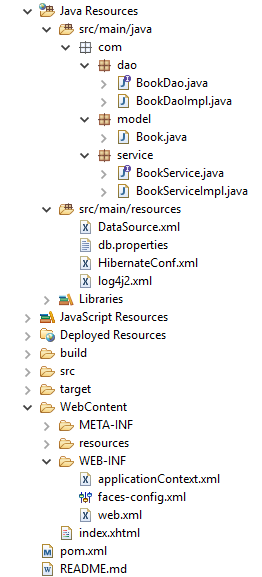 Java Resources
src/main/java
com
dao
BookDao.java
BookDaoImpl.java
model
Book.java
service
BookService.java
BookServiceImpl.java
src/main/resources
DataSource.xml
db.properties
HibernateConf.xml
log4j2.xml
Libraries
JavaScript Resources
Deployed Resources
build
src
target
WebContent
META-INF
resources
WEB-INF
applicationContext.xml
faces-config.xml
web.xml
index.xhtml
pom.xml
README.md